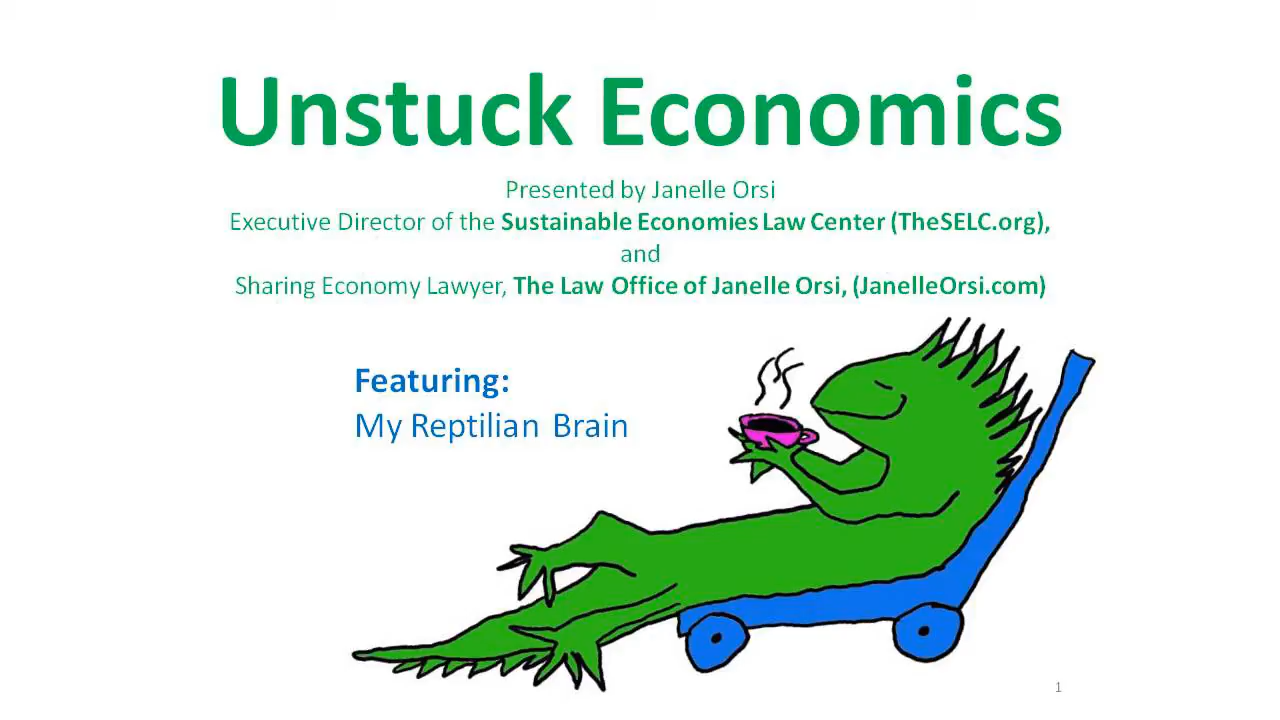 Unstuck Economics
Presented by Janelle Orsi
Executive Director of the Sustainable Economies Law Center (TheSELC.org),
and
Sharing Economy Lawyer, The Law Office of Janelle Orsi, (JanelleOrsi.com)
Featuring:
My Reptilian Brain
1